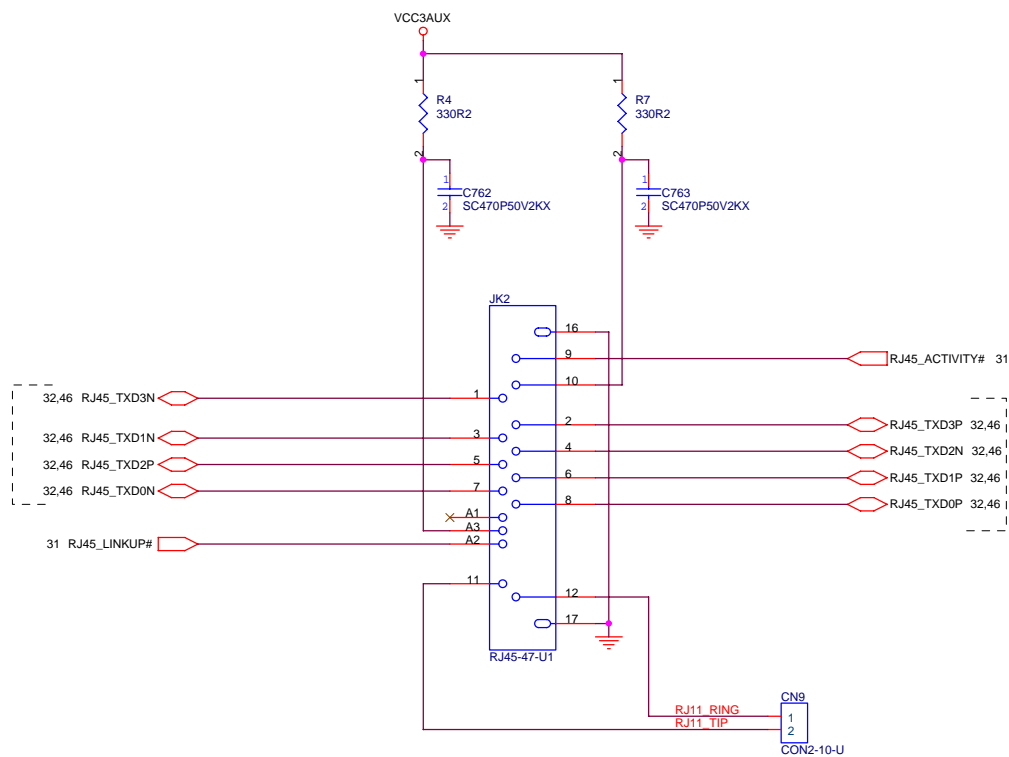 VCC3AUX
1
R4
330R2
2
1
C762
2
SC470P50V2KX
1
R7
330R2
2
1
C763
2
SC470P50V2KX
JK2
16
9
RJ45_ACTIVITY# 31
10
32,46 RJ45_TXD3N
1
2
RJ45_TXD3P 32,46
32,46 RJ45_TXD1N
3
4
RJ45_TXD2N 32,46
32,46 RJ45_TXD2P
5
6
RJ45_TXD1P 32,46
32,46 RJ45_TXD0N
7
8
RJ45_TXD0P 32,46
A1
A3
31 RJ45_LINKUP#
A2
11
12
17
RJ45-47-U1
CN9
RJ11_RING
1
RJ11_TIP
2
CON2-10-U